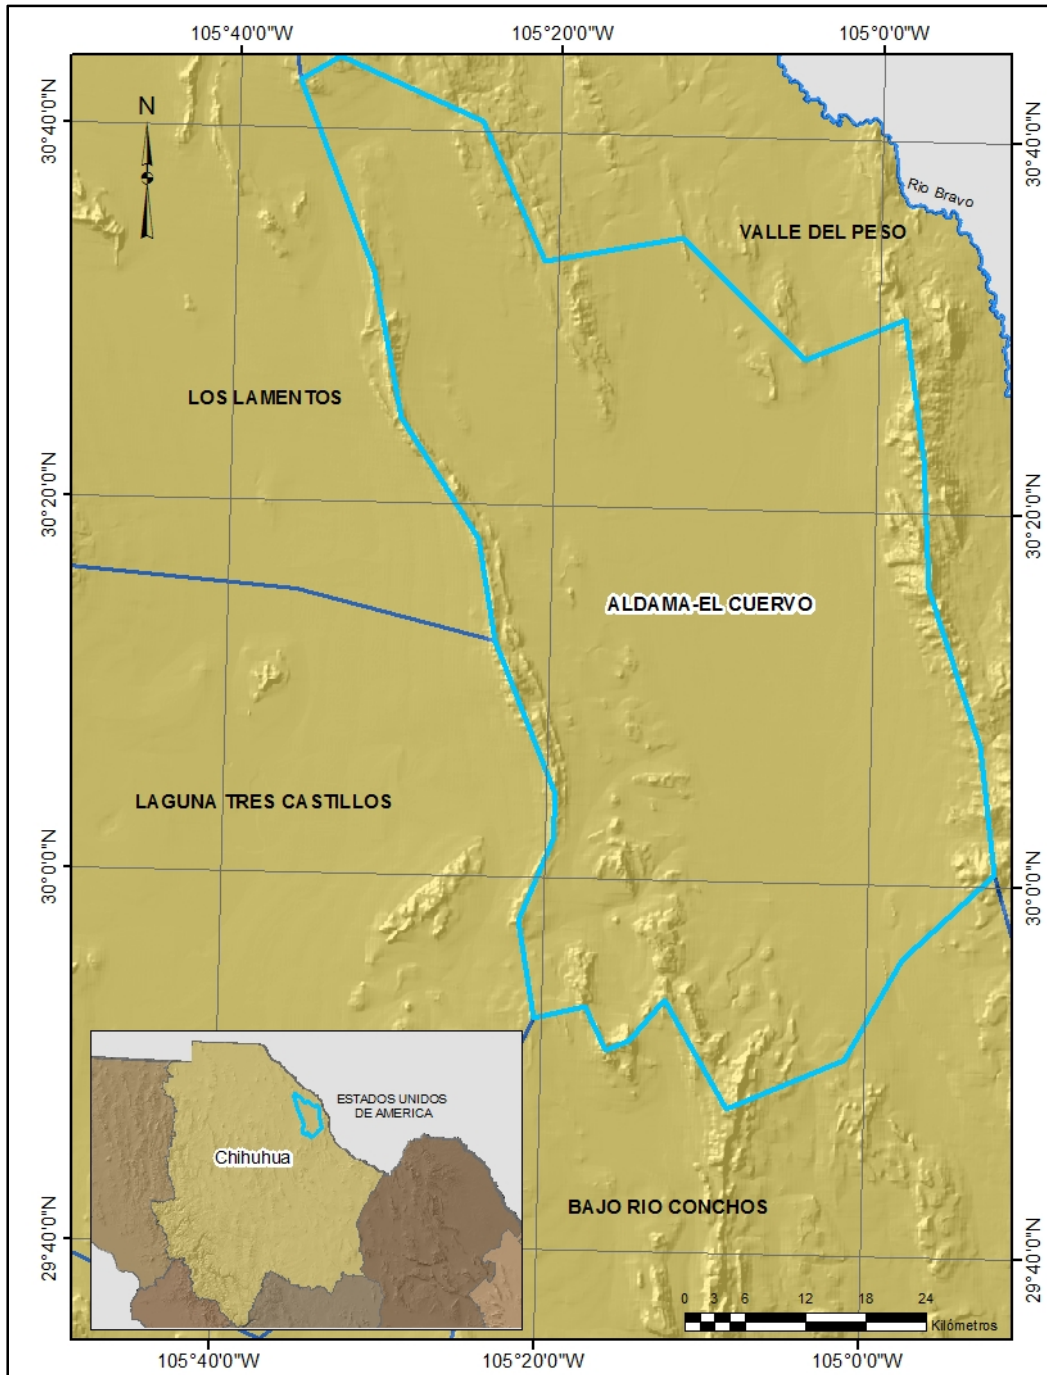 105°40'0"W
105°20'0"W
105°0'0"W
30°40'0"N
N
30°40'0"N
Rio Bravo
VALLE DEL PESO
LOS LAMENTOS
30°20'0"N
30°20'0"N
ALDAMA-EL CUERVO
LAGUNA TRES CASTILLOS
30°0'0"N
30°0'0"N
ESTADOS UNIDOS
DE AMERICA
Chihuhua
BAJO RIO CONCHOS
29°40'0"N
29°40'0"N
0 3 6 12 18 24
Kilómetros
105°40'0"W
105°20'0"W
105°0'0"W